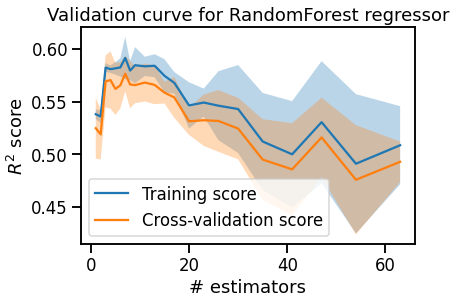 Validation curve for RandomForest regressor
R² score
0.60
0.55
0.50
0.45
Training score
Cross-validation score
0 20 40 60
# estimators